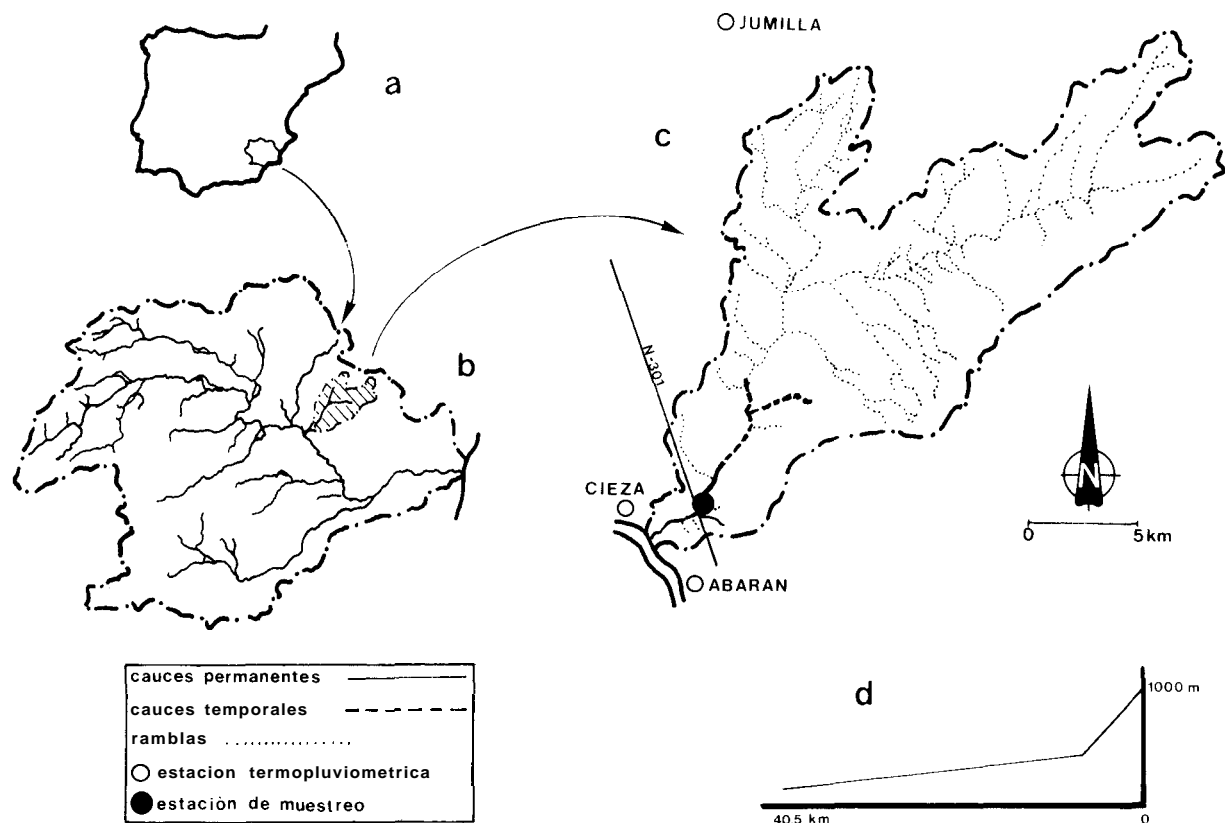 JUMILLA
a
c
b
N-301
CIEZA
ABARAN
N
0 5 km
cauces permanentes
cauces temporales
ramblas
estacion termopluviometrica
estaciòn de muestreo
d
1000 m
40.5 km 0